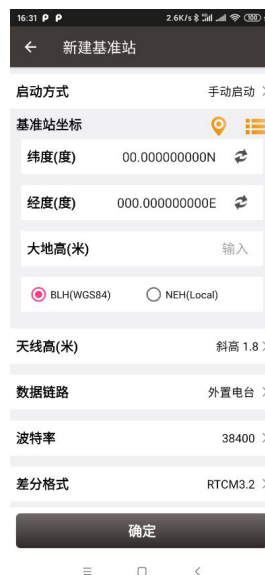 16:31 P P 2.6K/s 100
← 新建基准站
启动方式 手动启动
基准站坐标
纬度(度) 00.000000000N
经度(度) 000.000000000E
大地高(米) 输入
BLH(WGS84) NEH(Local)
天线高(米) 斜高 1.8
数据链路 外置电台
波特率 38400
差分格式 RTCM3.2
确定